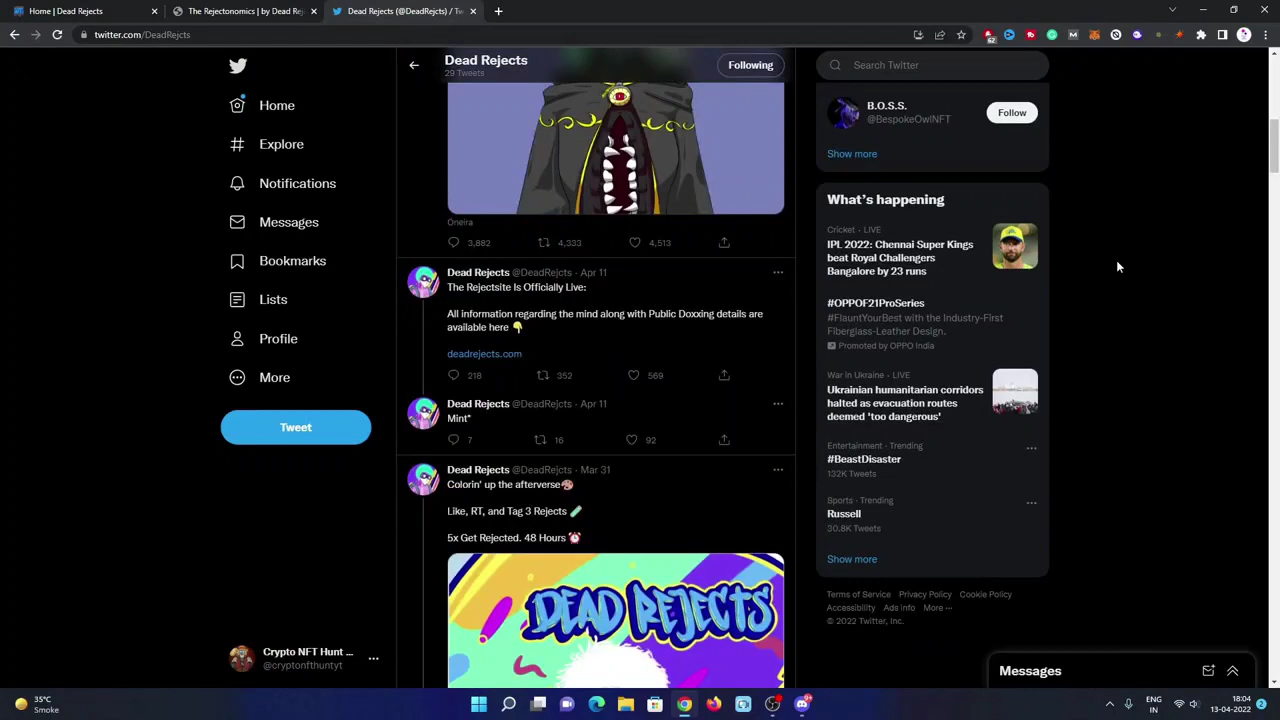 Home | Dead Rejects
The Rejectonomics | by Dead Rej
Dead Rejects (@DeadRejcts) / Tw
twitter.com/DeadRejcts
62
Home
Explore
Notifications
Messages
Bookmarks
Lists
Profile
More
Tweet
Crypto NFT Hunt ...
@cryptonfthuntyt
Dead Rejects
29 Tweets
Following
Oneira
3,882
4,333
4,513
Dead Rejects @DeadRejcts · Apr 11
The Rejectsite Is Officially Live:
All information regarding the mind along with Public Doxxing details are
available here 👇
deadrejects.com
218
352
569
Dead Rejects @DeadRejcts · Apr 11
Mint*
7
16
92
Dead Rejects @DeadRejcts · Mar 31
Colorin' up the afterverse🎨
Like, RT, and Tag 3 Rejects 🧪
5x Get Rejected. 48 Hours ⏰
DEAD REJECTS
Search Twitter
B.O.S.S.
@BespokeOwlNFT
Follow
Show more
What's happening
Cricket · LIVE
IPL 2022: Chennai Super Kings
beat Royal Challengers
Bangalore by 23 runs
#OPPOF21ProSeries
#FlauntYourBest with the Industry-First
Fiberglass-Leather Design.
Promoted by OPPO India
War in Ukraine · LIVE
Ukrainian humanitarian corridors
halted as evacuation routes
deemed 'too dangerous'
Entertainment · Trending
#BeastDisaster
132K Tweets
Sports · Trending
Russell
30.8K Tweets
Show more
Terms of Service Privacy Policy Cookie Policy
Accessibility Ads info More ...
© 2022 Twitter, Inc.
Messages
35°C
Smoke
ENG
IN
18:04
13-04-2022
2